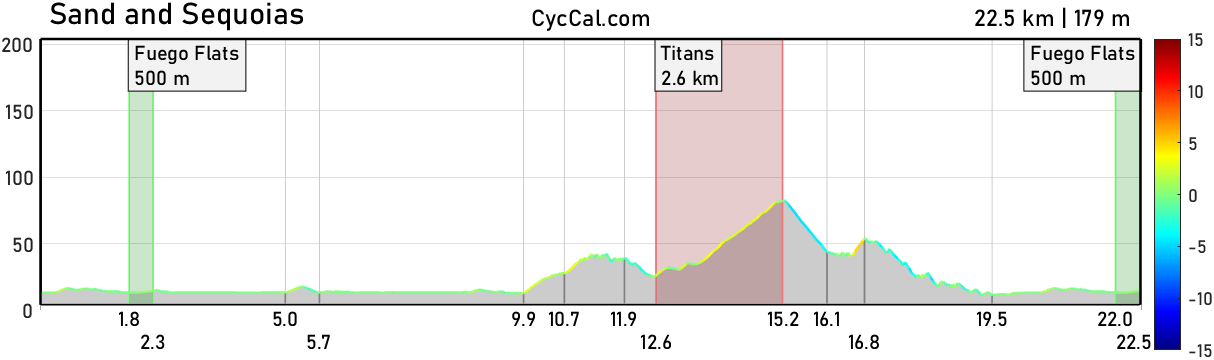 Sand and Sequoias
CycCal.com
22.5 km | 179 m
Fuego Flats
500 m
Titans
2.6 km
Fuego Flats
500 m
200
150
100
50
0
1.8
2.3
5.0
5.7
9.9
10.7
11.9
12.6
15.2
16.1
16.8
19.5
22.0
22.5
15
10
5
0
−5
−10
−15